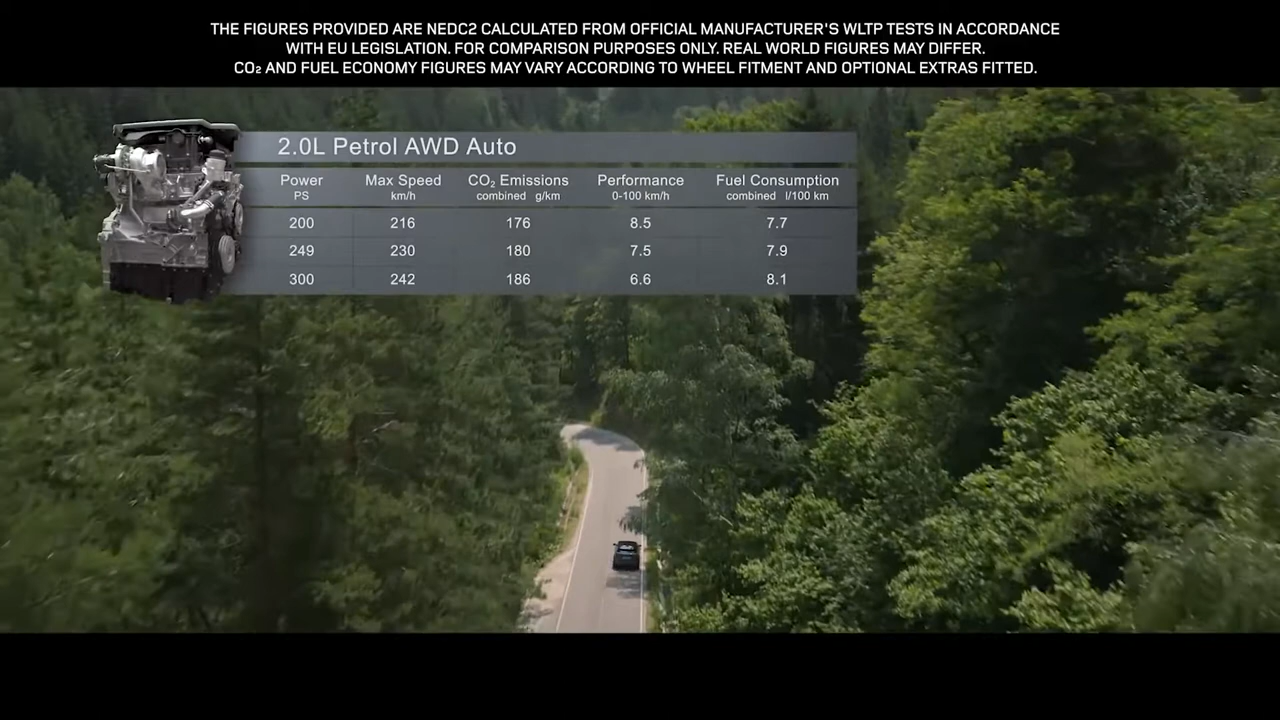 THE FIGURES PROVIDED ARE NEDC2 CALCULATED FROM OFFICIAL MANUFACTURER'S WLTP TESTS IN ACCORDANCE
WITH EU LEGISLATION. FOR COMPARISON PURPOSES ONLY. REAL WORLD FIGURES MAY DIFFER.
CO₂ AND FUEL ECONOMY FIGURES MAY VARY ACCORDING TO WHEEL FITMENT AND OPTIONAL EXTRAS FITTED.
2.0L Petrol AWD Auto
Power Max Speed CO₂ Emissions Performance Fuel Consumption
PS km/h combined g/km 0-100 km/h combined l/100 km
200 216 176 8.5 7.7
249 230 180 7.5 7.9
300 242 186 6.6 8.1